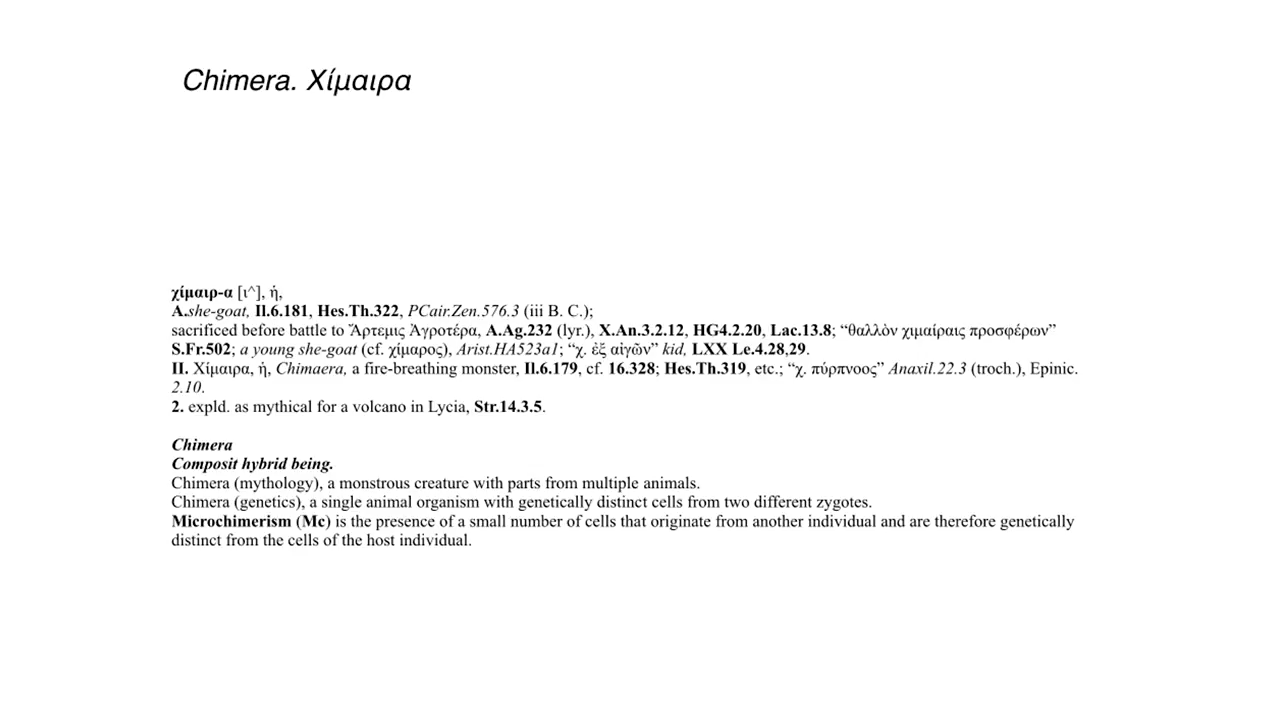 Chimera. Χίμαιρα
χίμαιρ-α [ι^], ἡ,
A.she-goat, Il.6.181, Hes.Th.322, PCair.Zen.576.3 (iii B. C.);
sacrificed before battle to Ἄρτεμις Ἀγροτέρα, A.Ag.232 (lyr.), X.An.3.2.12, HG4.2.20, Lac.13.8; “θαλλὸν χιμαίραις προσφέρων”
S.Fr.502; a young she-goat (cf. χίμαρος), Arist.HA523a1; “χ. ἐξ αἰγῶν” kid, LXX Le.4.28,29.
II. Χίμαιρα, ἡ, Chimaera, a fire-breathing monster, Il.6.179, cf. 16.328; Hes.Th.319, etc.; “χ. πύρπνοος” Anaxil.22.3 (troch.), Epinic.
2.10.
2. expld. as mythical for a volcano in Lycia, Str.14.3.5.
Chimera
Composit hybrid being.
Chimera (mythology), a monstrous creature with parts from multiple animals.
Chimera (genetics), a single animal organism with genetically distinct cells from two different zygotes.
Microchimerism (Mc) is the presence of a small number of cells that originate from another individual and are therefore genetically
distinct from the cells of the host individual.